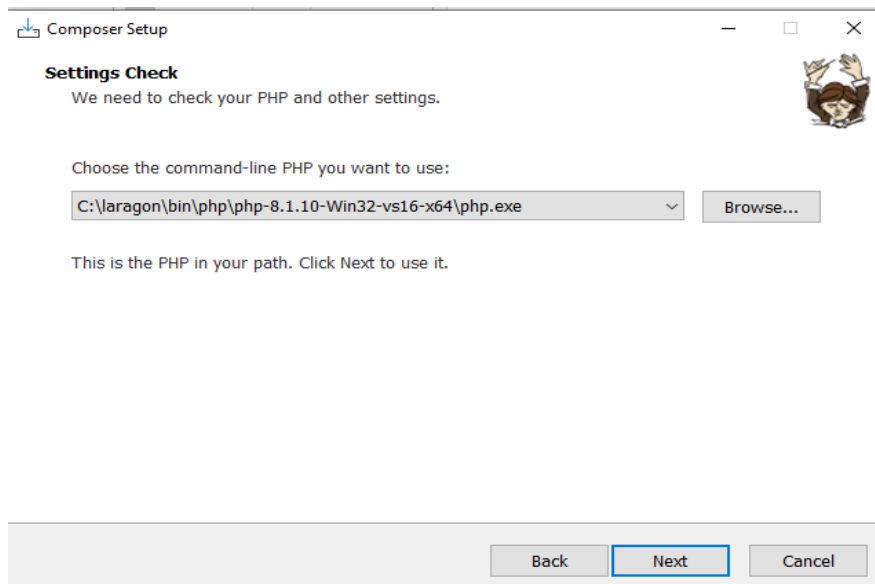 Composer Setup
Settings Check
We need to check your PHP and other settings.
Choose the command-line PHP you want to use:
C:\laragon\bin\php\php-8.1.10-Win32-vs16-x64\php.exe
Browse...
This is the PHP in your path. Click Next to use it.
Back
Next
Cancel